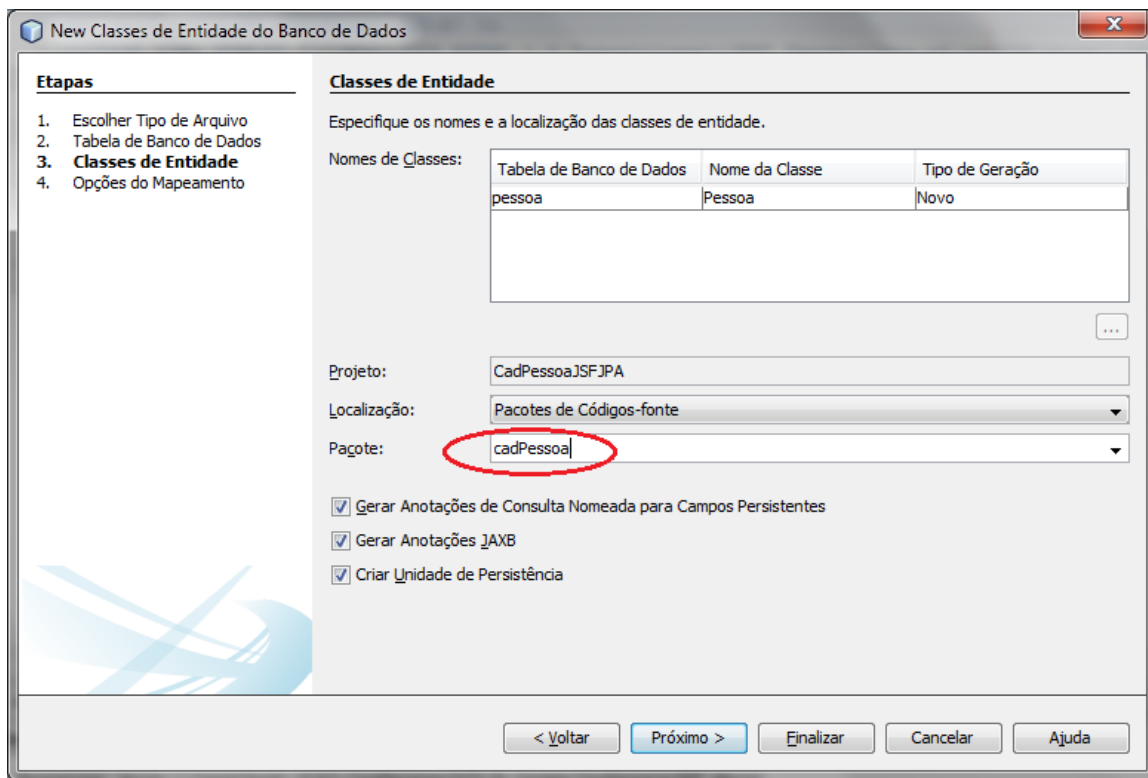 New Classes de Entidade do Banco de Dados
Etapas
1. Escolher Tipo de Arquivo
2. Tabela de Banco de Dados
3. Classes de Entidade
4. Opções do Mapeamento
Classes de Entidade
Especifique os nomes e a localização das classes de entidade.
Nomes de Classes:
Tabela de Banco de Dados Nome da Classe Tipo de Geração
pessoa Pessoa Novo
...
Projeto: CadPessoaJSFJPA
Localização: Pacotes de Códigos-fonte
Pacote: cadPessoa
Gerar Anotações de Consulta Nomeada para Campos Persistentes
Gerar Anotações JAXB
Criar Unidade de Persistência
< Voltar Próximo > Finalizar Cancelar Ajuda